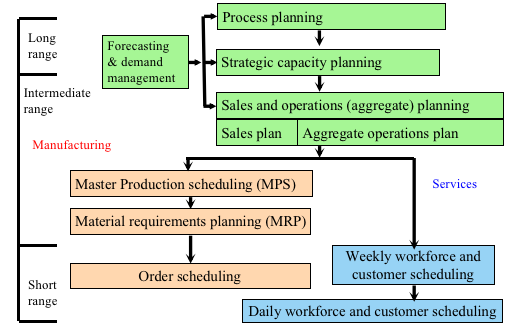 Process planning
Long
range
Forecasting
& demand
management
Strategic capacity planning
Intermediate
range
Sales and operations (aggregate) planning
Sales plan
Aggregate operations plan
Manufacturing
Master Production scheduling (MPS)
Services
Material requirements planning (MRP)
Order scheduling
Weekly workforce and
customer scheduling
Short
range
Daily workforce and customer scheduling